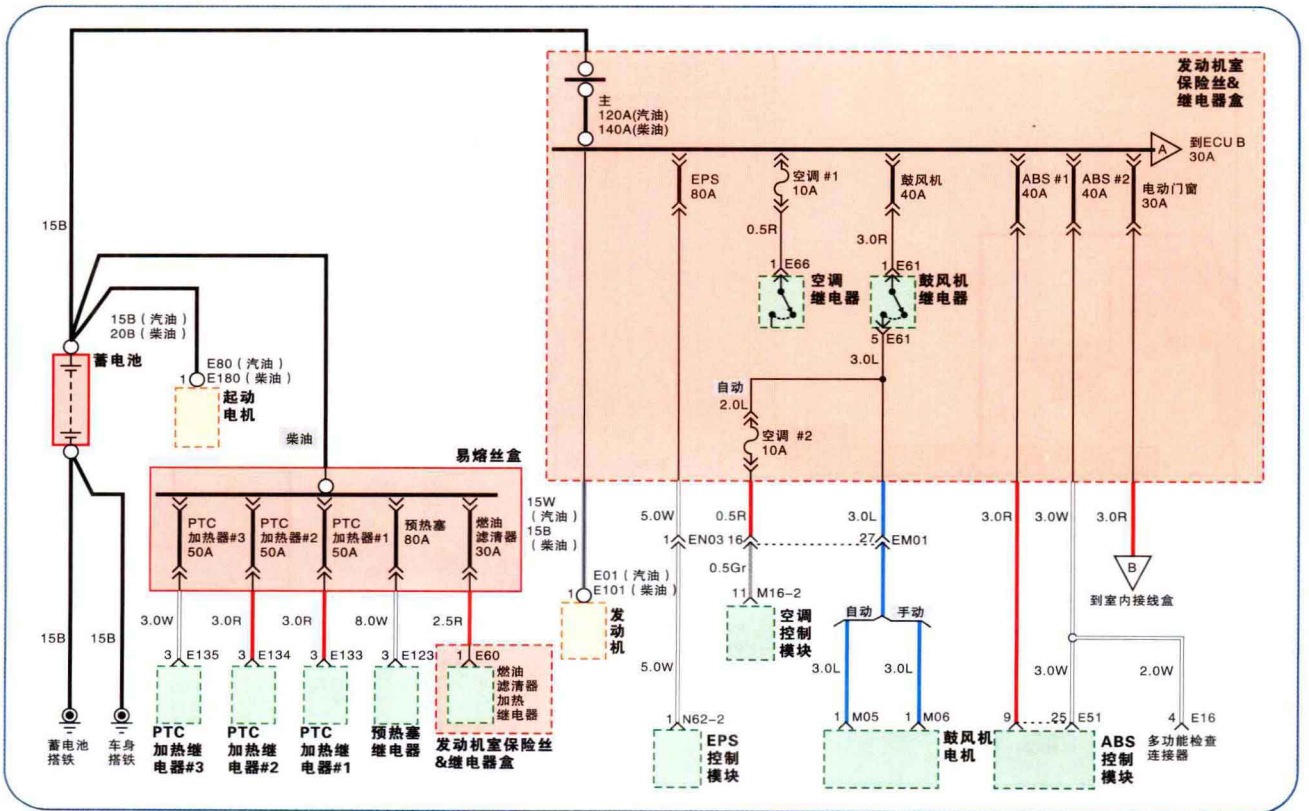 发动机室
保险丝&
继电器盒
主
120A(汽油)
140A(柴油)
A
到ECU B
30A
EPS
80A
空调 #1
10A
鼓风机
40A
ABS #1
40A
ABS #2
40A
电动门窗
30A
15B
0.5R
3.0R
1
E66
空调
继电器
1
E61
鼓风机
继电器
5
E61
3.0L
自动
2.0L
空调 #2
10A
15B（汽油）
20B（柴油）
蓄电池
1
E80（汽油）
E180（柴油）
起动
电机
柴油
易熔丝盒
PTC
加热器#3
50A
PTC
加热器#2
50A
PTC
加热器#1
50A
预热塞
80A
燃油
滤清器
30A
15W
（汽油）
15B
（柴油）
5.0W
0.5R
3.0L
3.0R
3.0W
3.0R
1
EN03
16
27
EM01
0.5Gr
B
到室内接线盒
1
E01（汽油）
E101（柴油）
发
动
机
11
M16-2
空调
控制
模块
自动
手动
15B
15B
3.0W
3.0R
3.0R
8.0W
2.5R
3
E135
3
E134
3
E133
3
E123
1
E60
燃油
滤清器
加热
继电器
5.0W
3.0L
3.0L
3.0W
2.0W
蓄电池
搭铁
车身
搭铁
PTC
加热继
电器#3
PTC
加热继
电器#2
PTC
加热继
电器#1
预热塞
继电器
发动机室保险丝
&继电器盒
1
N62-2
EPS
控制
模块
1
M05
1
M06
鼓风机
电机
9
25
E51
ABS
控制
模块
4
E16
多功能检查
连接器